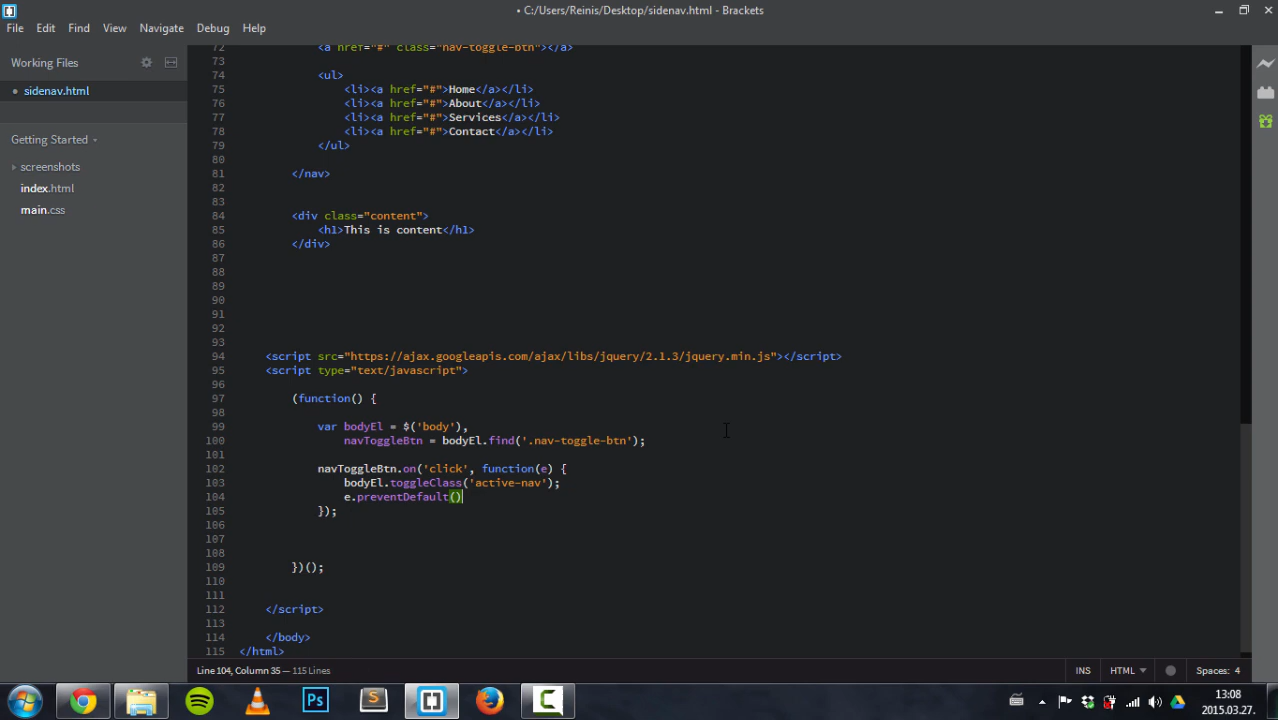 • C:/Users/Reinis/Desktop/sidenav.html - Brackets
File Edit Find View Navigate Debug Help
Working Files
• sidenav.html
Getting Started
screenshots
index.html
main.css
72 <a href="#" class="nav-toggle-btn"></a>
73
74 <ul>
75 <li><a href="#">Home</a></li>
76 <li><a href="#">About</a></li>
77 <li><a href="#">Services</a></li>
78 <li><a href="#">Contact</a></li>
79 </ul>
80
81 </nav>
82
83
84 <div class="content">
85 <h1>This is content</h1>
86 </div>
87
88
89
90
91
92
93
94 <script src="https://ajax.googleapis.com/ajax/libs/jquery/2.1.3/jquery.min.js"></script>
95 <script type="text/javascript">
96
97 (function() {
98
99 var bodyEl = $('body'),
100 navToggleBtn = bodyEl.find('.nav-toggle-btn');
101
102 navToggleBtn.on('click', function(e) {
103 bodyEl.toggleClass('active-nav');
104 e.preventDefault()
105 });
106
107
108
109 })();
110
111
112 </script>
113
114 </body>
115 </html>
Line 104, Column 35 — 115 Lines
INS HTML Spaces: 4
Ps S C
13:08
2015.03.27.